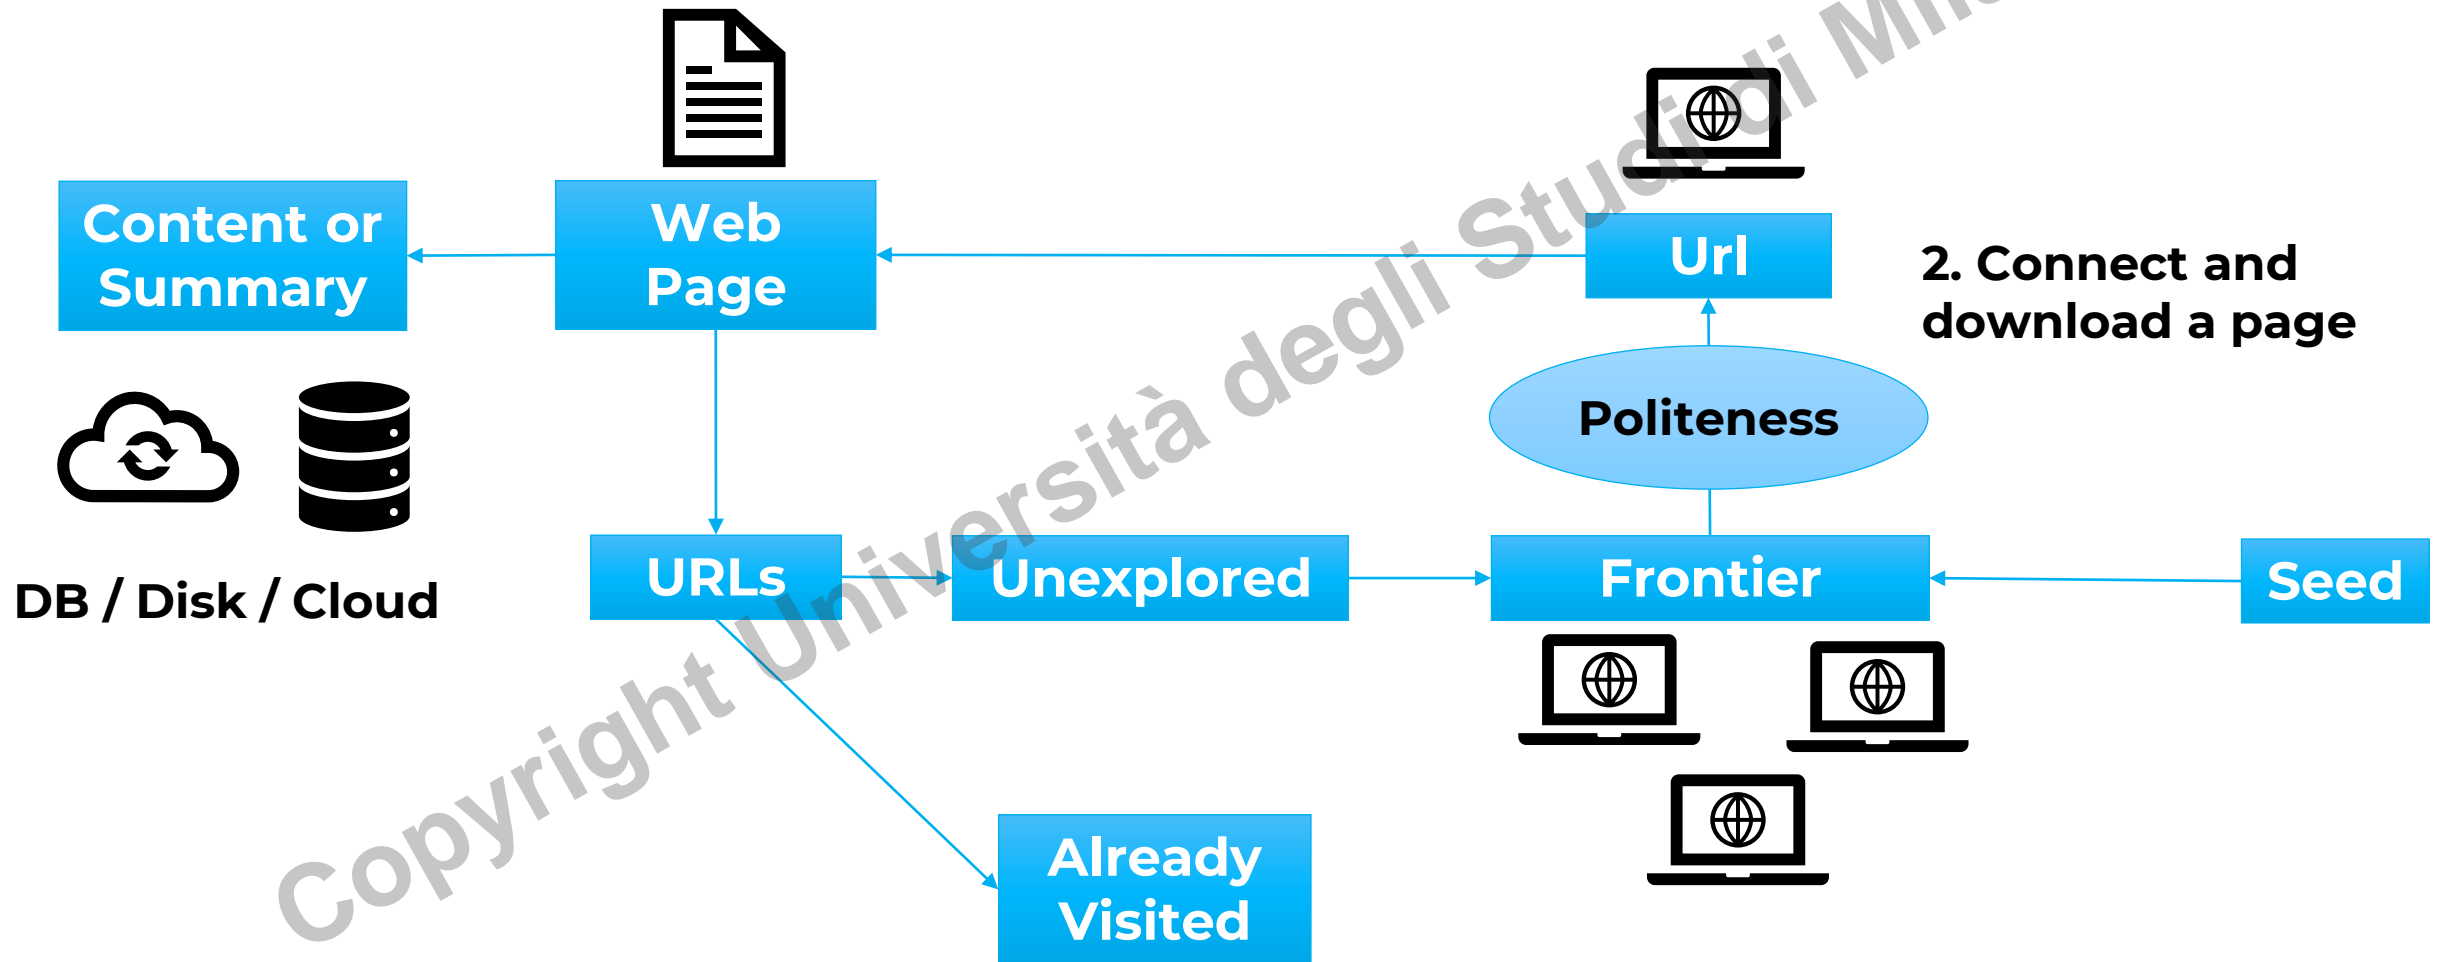 Content or
Summary
Web
Page
Url
2. Connect and
download a page
Politeness
DB / Disk / Cloud
URLs
Unexplored
Frontier
Seed
Already
Visited
Copyright Università degli Studi di